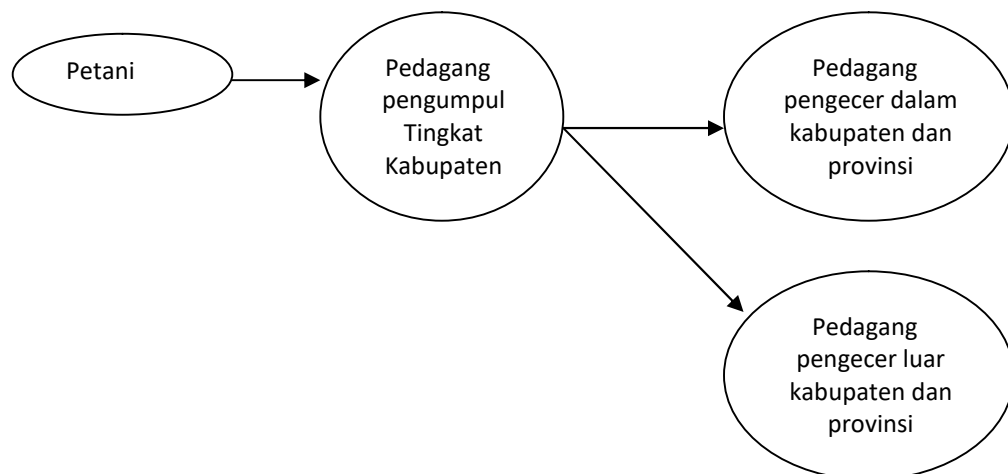 Petani
Pedagang
pengumpul
Tingkat
Kabupaten
Pedagang
pengecer dalam
kabupaten dan
provinsi
Pedagang
pengecer luar
kabupaten dan
provinsi